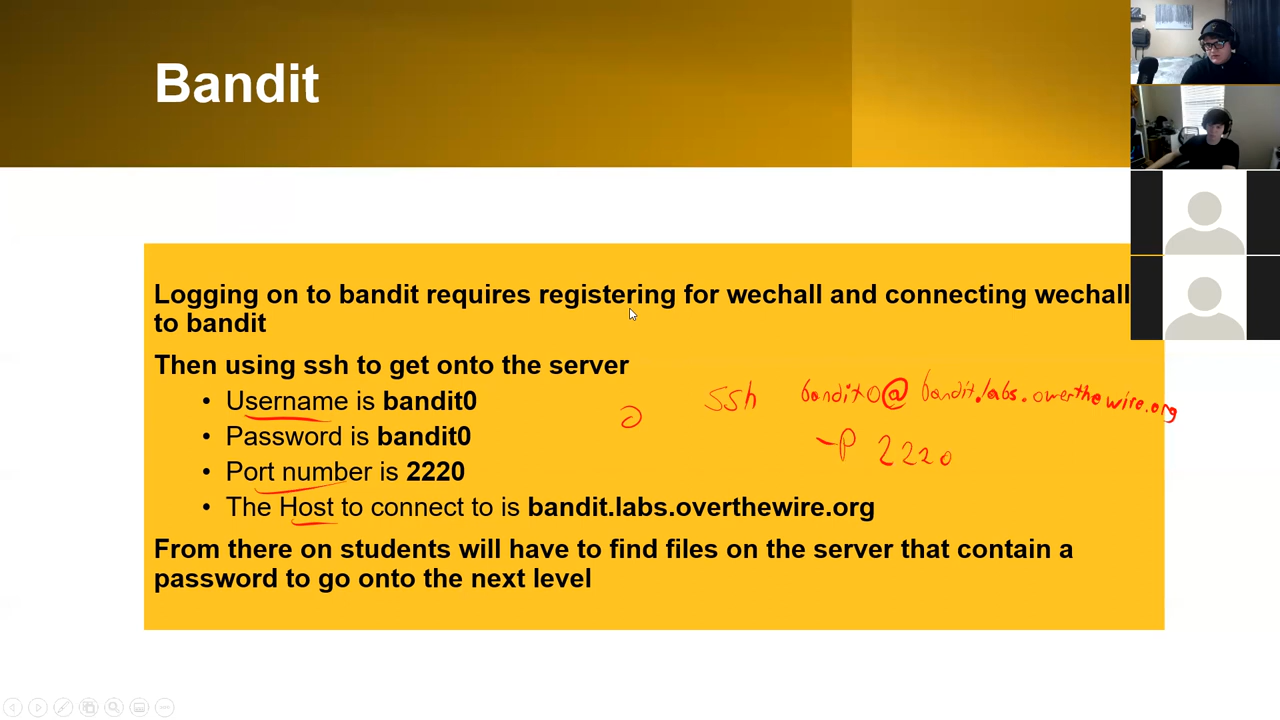 Bandit
Logging on to bandit requires registering for wechall and connecting wechall
to bandit
Then using ssh to get onto the server
• Username is bandit0
• Password is bandit0
• Port number is 2220
• The Host to connect to is bandit.labs.overthewire.org
ssh bandit0@bandit.labs.overthewire.org
-p 2220
From there on students will have to find files on the server that contain a
password to go onto the next level